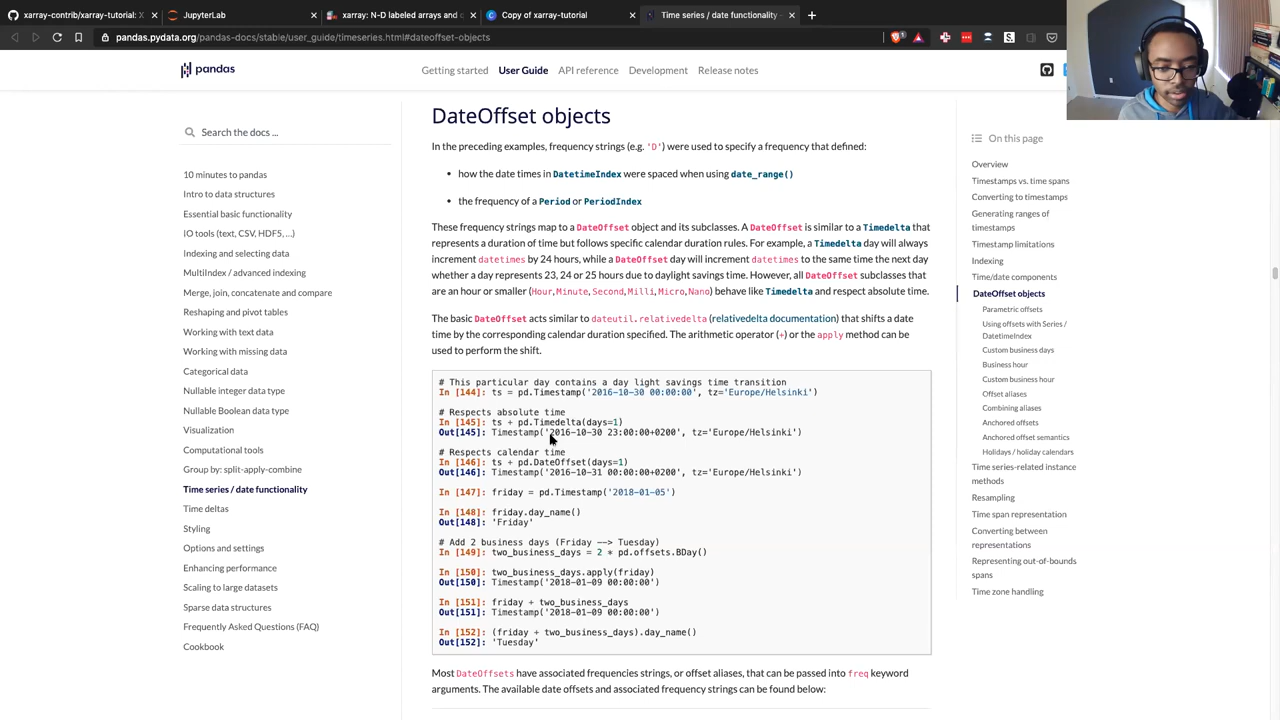 xarray-contrib/xarray-tutorial: X
JupyterLab
xarray: N-D labeled arrays and d
Copy of xarray-tutorial
Time series / date functionality
pandas.pydata.org/pandas-docs/stable/user_guide/timeseries.html#dateoffset-objects
pandas
Getting started
User Guide
API reference
Development
Release notes
Search the docs ...
10 minutes to pandas
Intro to data structures
Essential basic functionality
IO tools (text, CSV, HDF5, …)
Indexing and selecting data
MultiIndex / advanced indexing
Merge, join, concatenate and compare
Reshaping and pivot tables
Working with text data
Working with missing data
Categorical data
Nullable integer data type
Nullable Boolean data type
Visualization
Computational tools
Group by: split-apply-combine
Time series / date functionality
Time deltas
Styling
Options and settings
Enhancing performance
Scaling to large datasets
Sparse data structures
Frequently Asked Questions (FAQ)
Cookbook
DateOffset objects
In the preceding examples, frequency strings (e.g. 'D') were used to specify a frequency that defined:
• how the date times in DatetimeIndex were spaced when using date_range()
• the frequency of a Period or PeriodIndex
These frequency strings map to a DateOffset object and its subclasses. A DateOffset is similar to a Timedelta that
represents a duration of time but follows specific calendar duration rules. For example, a Timedelta day will always
increment datetimes by 24 hours, while a DateOffset day will increment datetimes to the same time the next day
whether a day represents 23, 24 or 25 hours due to daylight savings time. However, all DateOffset subclasses that
are an hour or smaller (Hour, Minute, Second, Milli, Micro, Nano) behave like Timedelta and respect absolute time.
The basic DateOffset acts similar to dateutil.relativedelta (relativedelta documentation) that shifts a date
time by the corresponding calendar duration specified. The arithmetic operator (+) or the apply method can be
used to perform the shift.
# This particular day contains a day light savings time transition
In [144]: ts = pd.Timestamp('2016-10-30 00:00:00', tz='Europe/Helsinki')
# Respects absolute time
In [145]: ts + pd.Timedelta(days=1)
Out[145]: Timestamp('2016-10-30 23:00:00+0200', tz='Europe/Helsinki')
# Respects calendar time
In [146]: ts + pd.DateOffset(days=1)
Out[146]: Timestamp('2016-10-31 00:00:00+0200', tz='Europe/Helsinki')
In [147]: friday = pd.Timestamp('2018-01-05')
In [148]: friday.day_name()
Out[148]: 'Friday'
# Add 2 business days (Friday --> Tuesday)
In [149]: two_business_days = 2 * pd.offsets.BDay()
In [150]: two_business_days.apply(friday)
Out[150]: Timestamp('2018-01-09 00:00:00')
In [151]: friday + two_business_days
Out[151]: Timestamp('2018-01-09 00:00:00')
In [152]: (friday + two_business_days).day_name()
Out[152]: 'Tuesday'
Most DateOffsets have associated frequencies strings, or offset aliases, that can be passed into freq keyword
arguments. The available date offsets and associated frequency strings can be found below:
On this page
Overview
Timestamps vs. time spans
Converting to timestamps
Generating ranges of
timestamps
Timestamp limitations
Indexing
Time/date components
DateOffset objects
Parametric offsets
Using offsets with Series /
DatetimeIndex
Custom business days
Business hour
Custom business hour
Offset aliases
Combining aliases
Anchored offsets
Anchored offset semantics
Holidays / holiday calendars
Time series-related instance
methods
Resampling
Time span representation
Converting between
representations
Representing out-of-bounds
spans
Time zone handling